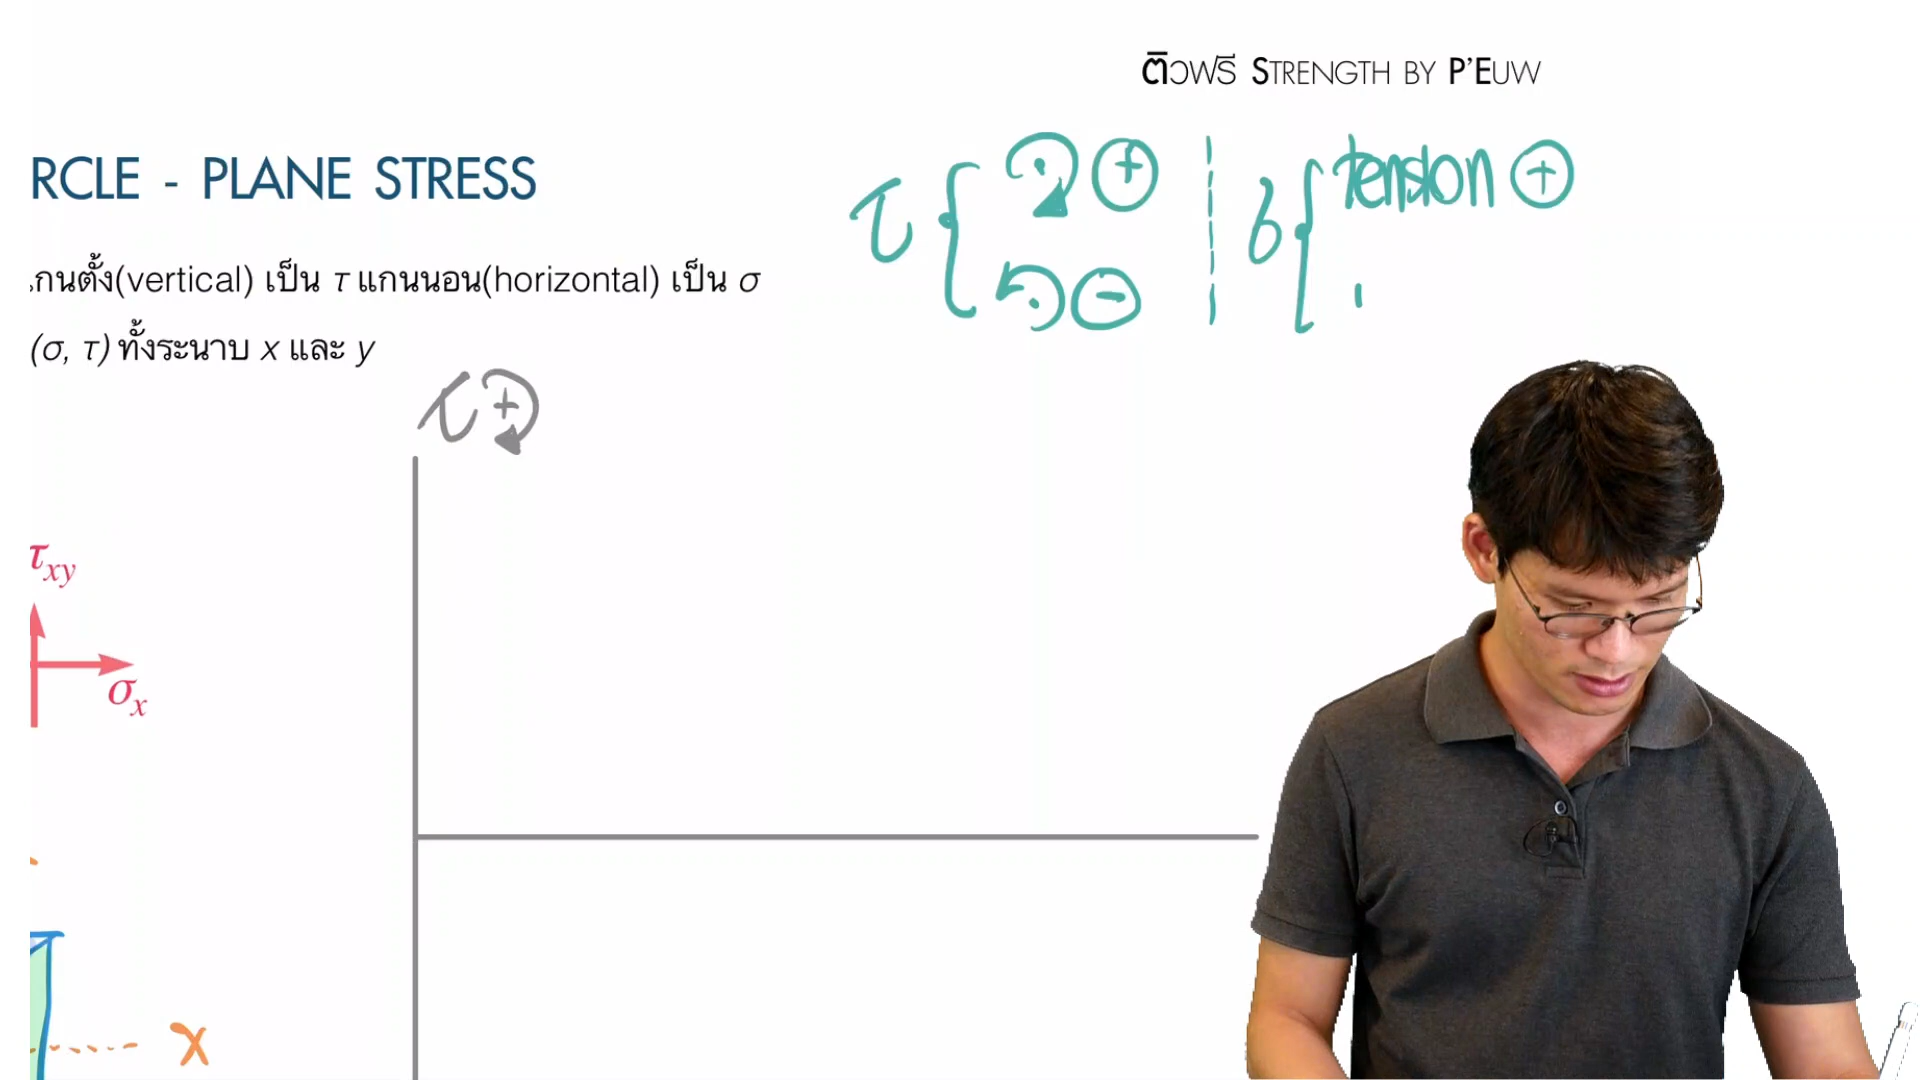 ติวฟรี STRENGTH BY P'EUW
RCLE - PLANE STRESS
แกนตั้ง(vertical) เป็น τ แกนนอน(horizontal) เป็น σ
(σ, τ) ทั้งระนาบ x และ y
τ { + | σ { tension +
-
τ +
τxy
σx
x